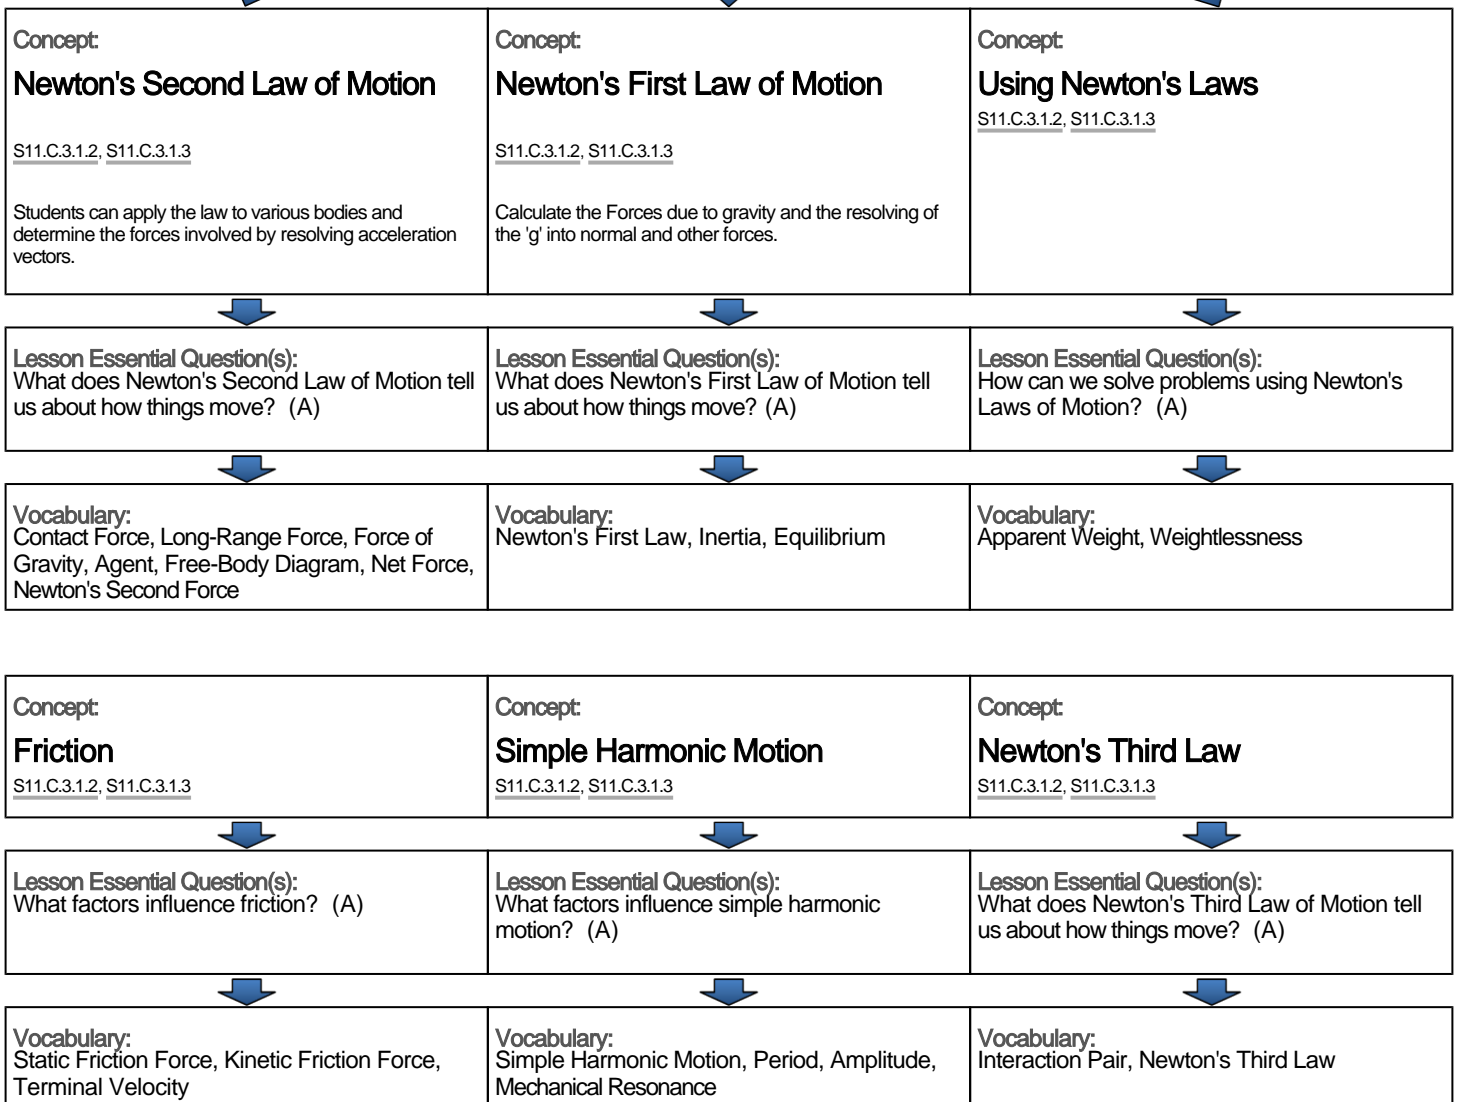 Concept:
Newton's Second Law of Motion
S11.C.3.1.2, S11.C.3.1.3
Students can apply the law to various bodies and
determine the forces involved by resolving acceleration
vectors.
Concept:
Newton's First Law of Motion
S11.C.3.1.2, S11.C.3.1.3
Calculate the Forces due to gravity and the resolving of
the 'g' into normal and other forces.
Concept:
Using Newton's Laws
S11.C.3.1.2, S11.C.3.1.3
Lesson Essential Question(s):
What does Newton's Second Law of Motion tell
us about how things move? (A)
Lesson Essential Question(s):
What does Newton's First Law of Motion tell
us about how things move? (A)
Lesson Essential Question(s):
How can we solve problems using Newton's
Laws of Motion? (A)
Vocabulary:
Contact Force, Long-Range Force, Force of
Gravity, Agent, Free-Body Diagram, Net Force,
Newton's Second Force
Vocabulary:
Newton's First Law, Inertia, Equilibrium
Vocabulary:
Apparent Weight, Weightlessness
Concept:
Friction
S11.C.3.1.2, S11.C.3.1.3
Concept:
Simple Harmonic Motion
S11.C.3.1.2, S11.C.3.1.3
Concept:
Newton's Third Law
S11.C.3.1.2, S11.C.3.1.3
Lesson Essential Question(s):
What factors influence friction? (A)
Lesson Essential Question(s):
What factors influence simple harmonic
motion? (A)
Lesson Essential Question(s):
What does Newton's Third Law of Motion tell
us about how things move? (A)
Vocabulary:
Static Friction Force, Kinetic Friction Force,
Terminal Velocity
Vocabulary:
Simple Harmonic Motion, Period, Amplitude,
Mechanical Resonance
Vocabulary:
Interaction Pair, Newton's Third Law